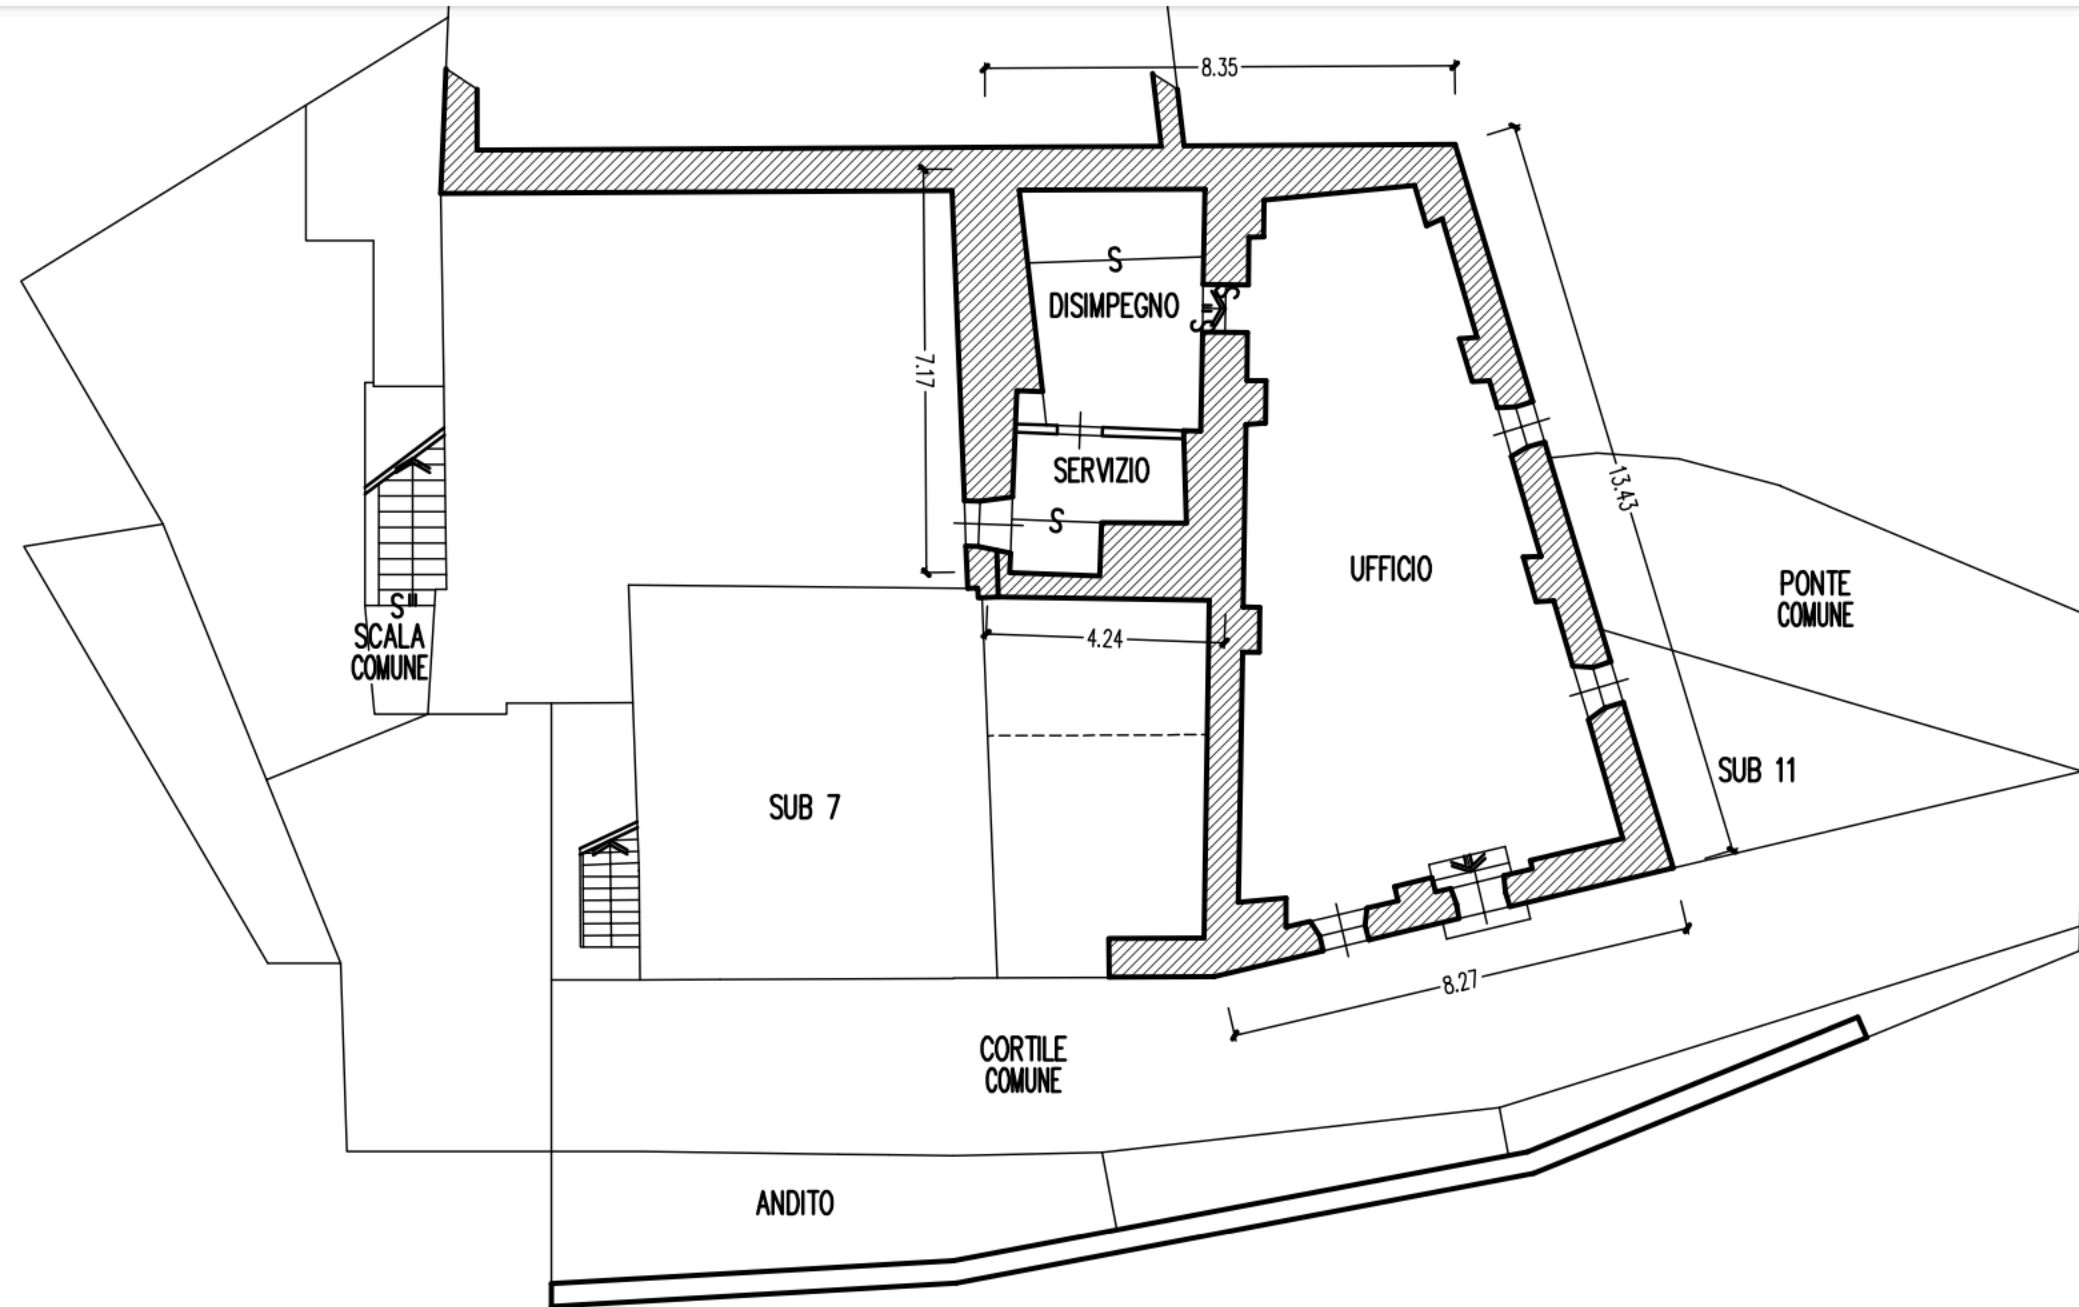 8.35
S
DISIMPEGNO
S
S
7.17
SERVIZIO
S
13.43
UFFICIO
PONTE
COMUNE
S
SCALA
COMUNE
4.24
SUB 11
SUB 7
8.27
CORTILE
COMUNE
ANDITO